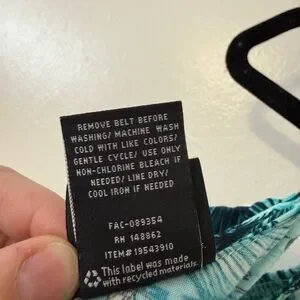 REMOVE BELT BEFORE
WASHING/ MACHINE WASH
COLD WITH LIKE COLORS/
GENTLE CYCLE/ USE ONLY
NON-CHLORINE BLEACH IF
NEEDED/ LINE DRY/
COOL IRON IF NEEDED
FAC-089354
RN 148862
ITEM#19543910
This label was made
with recycled materials.